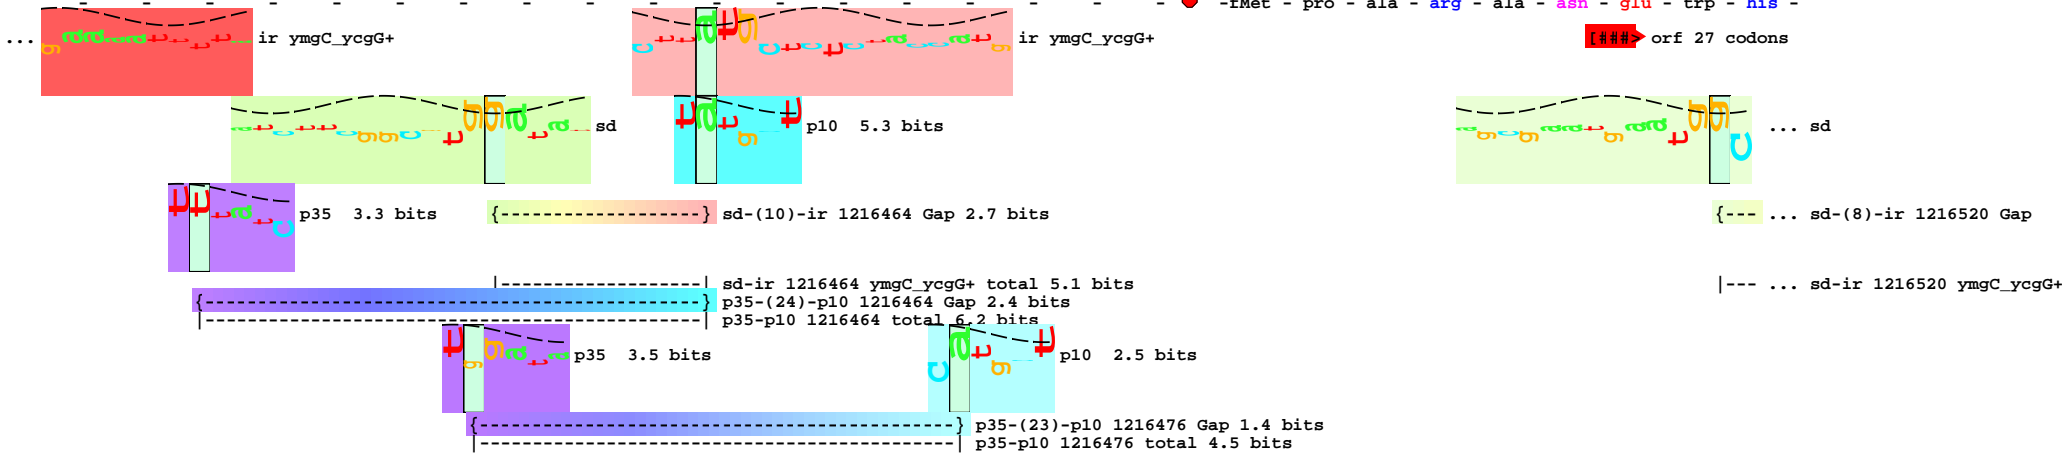 - - - - - - - - - - - - - - - - - - -fMet - pro - ala - arg - ala - asn - glu - trp - his -
... ir ymgC_ycgG+ ir ymgC_ycgG+ [###> orf 27 codons
sd p10 5.3 bits ... sd
p35 3.3 bits {-------------------} sd-(10)-ir 1216464 Gap 2.7 bits {--- ... sd-(8)-ir 1216520 Gap
|-------------------| sd-ir 1216464 ymgC_ycgG+ total 5.1 bits |--- ... sd-ir 1216520 ymgC_ycgG+
{-----------------------------------------------} p35-(24)-p10 1216464 Gap 2.4 bits
|-----------------------------------------------| p35-p10 1216464 total 6.2 bits
p35 3.5 bits p10 2.5 bits
{---------------------------------------------} p35-(23)-p10 1216476 Gap 1.4 bits
|---------------------------------------------| p35-p10 1216476 total 4.5 bits